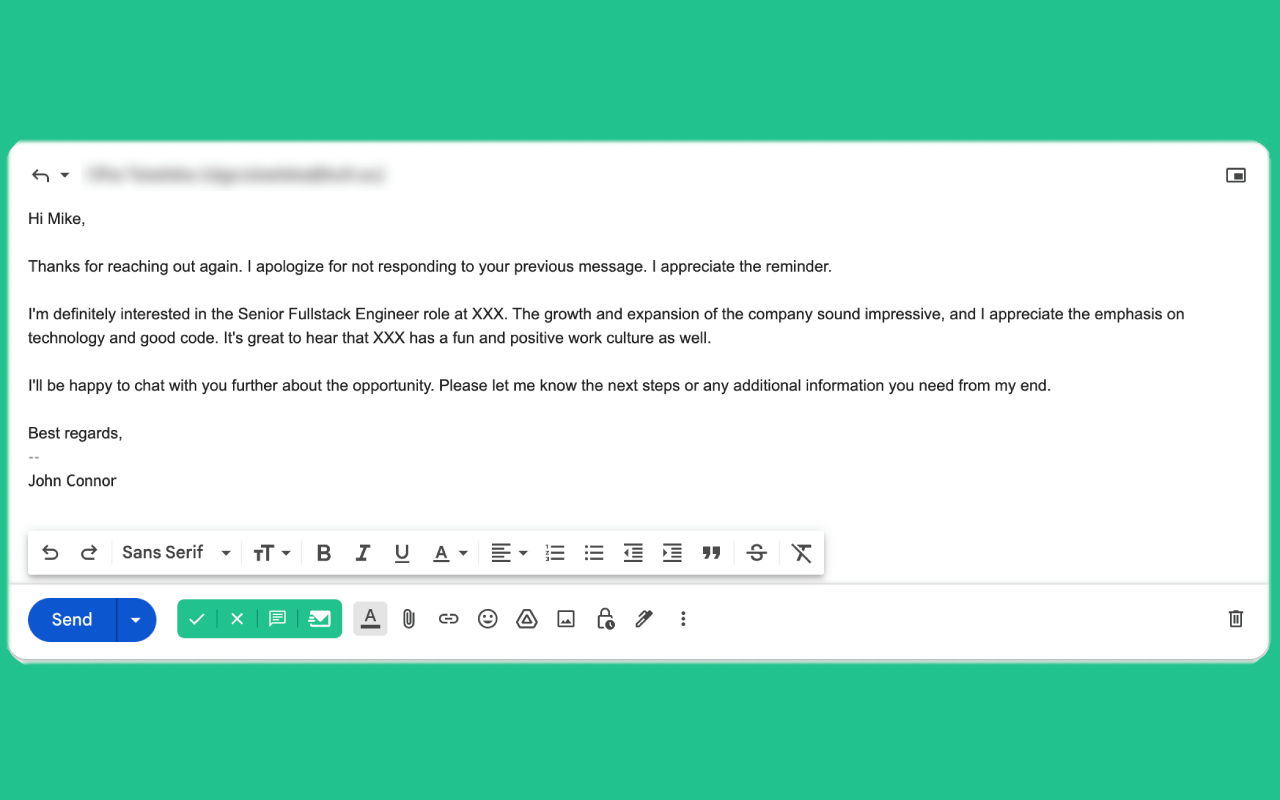 Hi Mike,
Thanks for reaching out again. I apologize for not responding to your previous message. I appreciate the reminder.
I'm definitely interested in the Senior Fullstack Engineer role at XXX. The growth and expansion of the company sound impressive, and I appreciate the emphasis on
technology and good code. It's great to hear that XXX has a fun and positive work culture as well.
I'll be happy to chat with you further about the opportunity. Please let me know the next steps or any additional information you need from my end.
Best regards,
--
John Connor
Sans Serif
Send